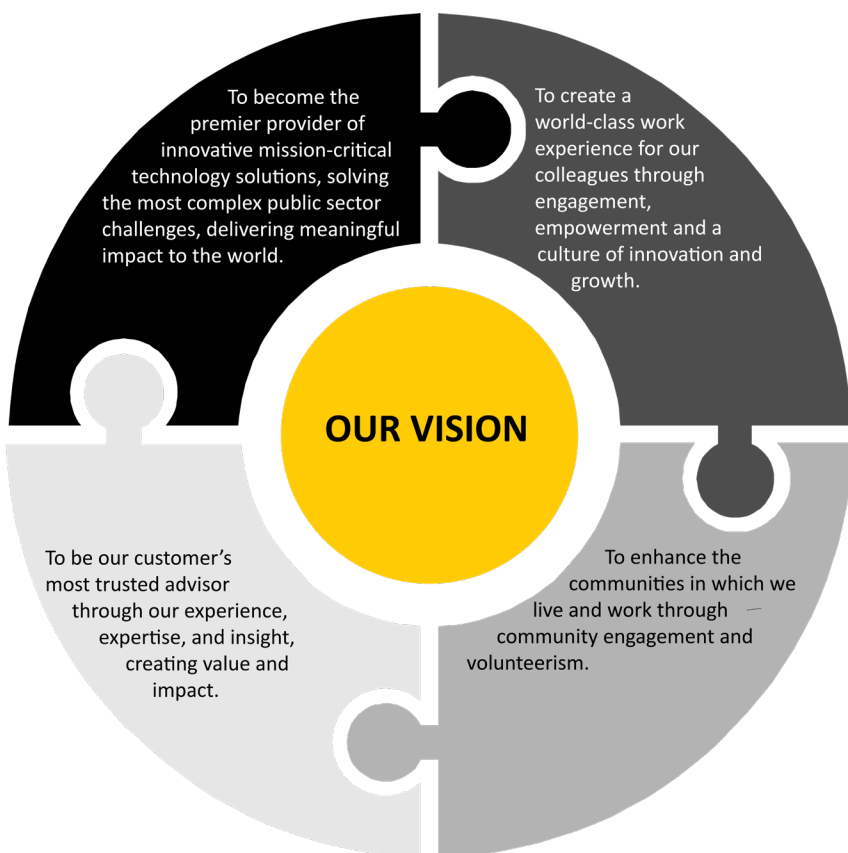 To become the
premier provider of
innovative mission-critical
technology solutions, solving
the most complex public sector
challenges, delivering meaningful
impact to the world.
To create a
world-class work
experience for our
colleagues through
engagement,
empowerment and a
culture of innovation and
growth.
OUR VISION
To be our customer's
most trusted advisor
through our experience,
expertise, and insight,
creating value and
impact.
To enhance the
communities in which we
live and work through
community engagement and
volunteerism.